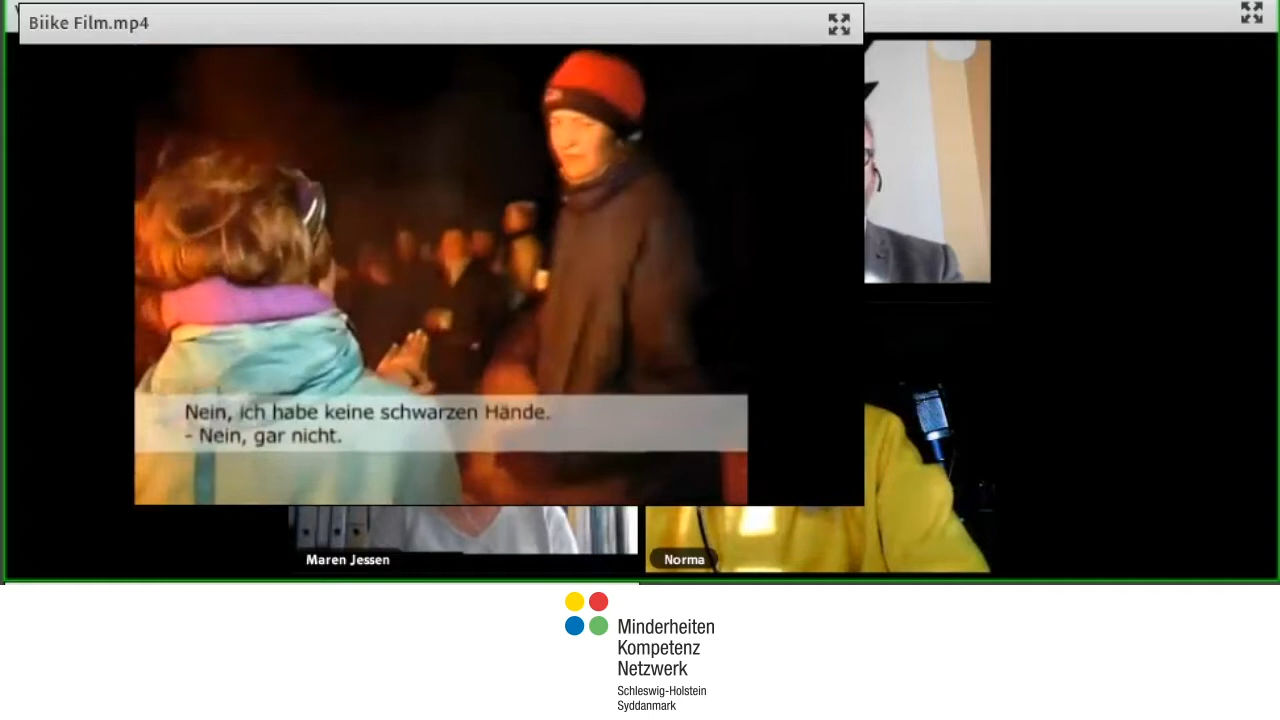 Biike Film.mp4
Nein, ich habe keine schwarzen Hände.
- Nein, gar nicht.
Maren Jessen
Norma
Minderheiten
Kompetenz
Netzwerk
Schleswig-Holstein
Syddanmark